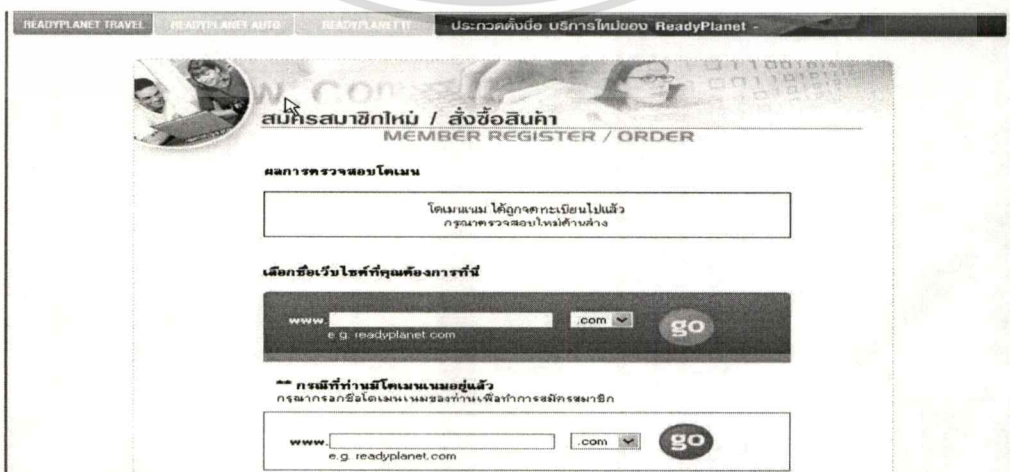 READYPLANET TRAVEL READYPLANET AUTO READYPLANET IT ประกวดตั้งชื่อ บริการใหม่ของ ReadyPlanet -
สมัครสมาชิกใหม่ / สั่งซื้อสินค้า
MEMBER REGISTER / ORDER
ผลการตรวจสอบโดเมน
โดเมนเนม ได้ถูกจดทะเบียนไปแล้ว
กรุณาตรวจสอบใหม่ด้านล่าง
เลือกชื่อเว็บไซต์ที่คุณต้องการที่นี่
www. .com go
e.g. readyplanet.com
** กรณีที่ท่านมีโดเมนเนมอยู่แล้ว
กรุณากรอกชื่อโดเมนเนมของท่านเพื่อทำการสมัครสมาชิก
www. .com go
e.g. readyplanet.com